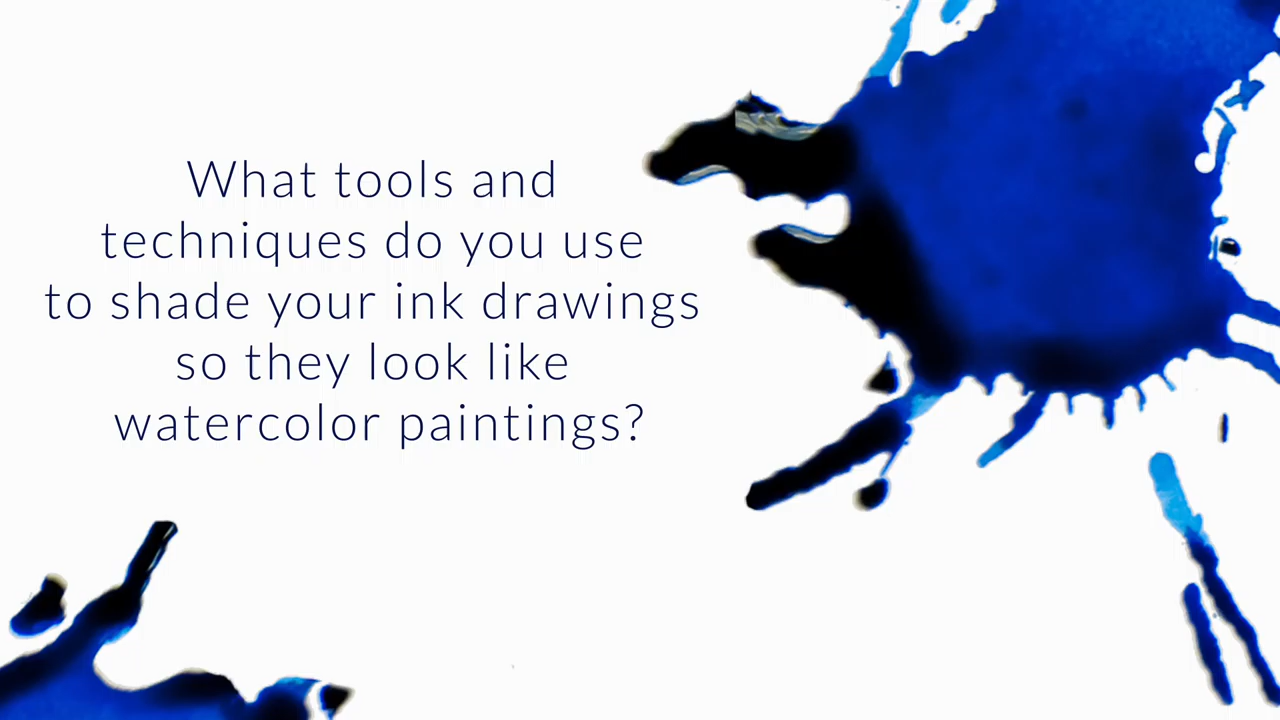 What tools and
techniques do you use
to shade your ink drawings
so they look like
watercolor paintings?